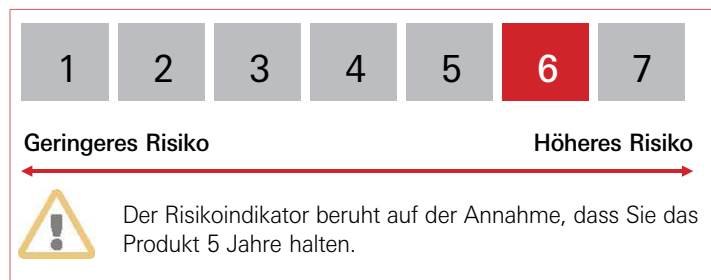 1 2 3 4 5 6 7
Geringeres Risiko Höheres Risiko
Der Risikoindikator beruht auf der Annahme, dass Sie das
Produkt 5 Jahre halten.